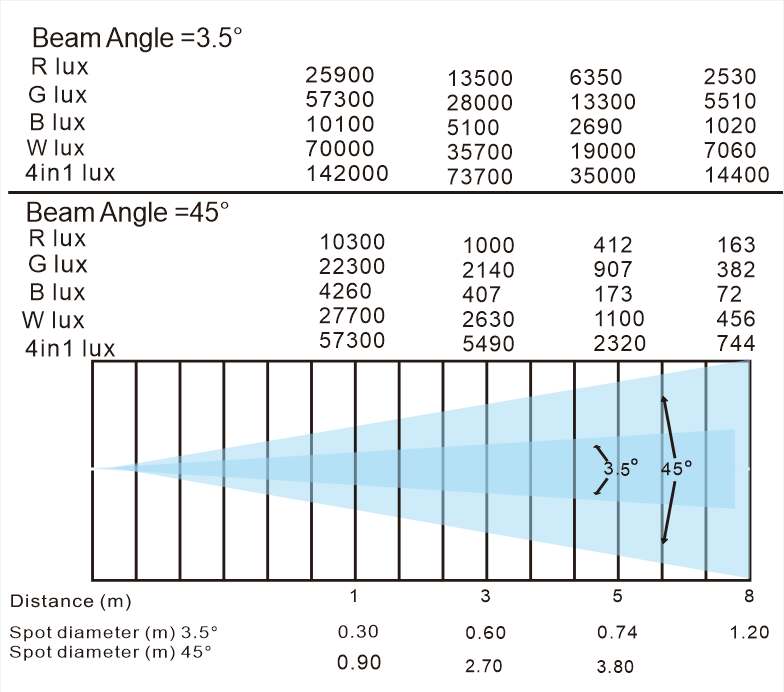 Beam Angle =3.5°
R lux 25900 13500 6350 2530
G lux 57300 28000 13300 5510
B lux 10100 5100 2690 1020
W lux 70000 35700 19000 7060
4in1 lux 142000 73700 35000 14400
Beam Angle =45°
R lux 10300 1000 412 163
G lux 22300 2140 907 382
B lux 4260 407 173 72
W lux 27700 2630 1100 456
4in1 lux 57300 5490 2320 744
3.5° 45°
Distance (m) 1 3 5 8
Spot diameter (m) 3.5° 0.30 0.60 0.74 1.20
Spot diameter (m) 45° 0.90 2.70 3.80